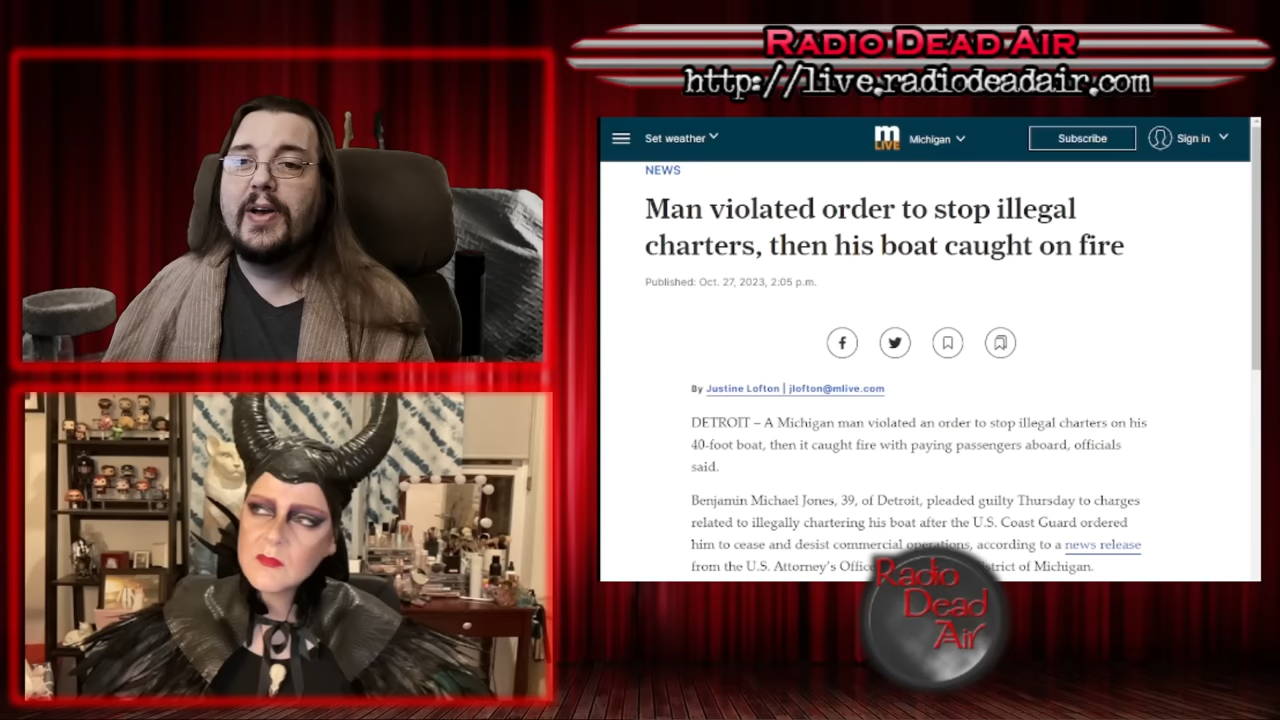 Radio Dead Air
http://live.radiodeadair.com
Set weather
m
LIVE
Michigan
Subscribe
Sign in
NEWS
Man violated order to stop illegal
charters, then his boat caught on fire
Published: Oct. 27, 2023, 2:05 p.m.
By Justine Lofton | jlofton@mlive.com
DETROIT – A Michigan man violated an order to stop illegal charters on his
40-foot boat, then it caught fire with paying passengers aboard, officials
said.
Benjamin Michael Jones, 39, of Detroit, pleaded guilty Thursday to charges
related to illegally chartering his boat after the U.S. Coast Guard ordered
him to cease and desist commercial operations, according to a news release
from the U.S. Attorney's Office strict of Michigan.
Radio
Dead
Air